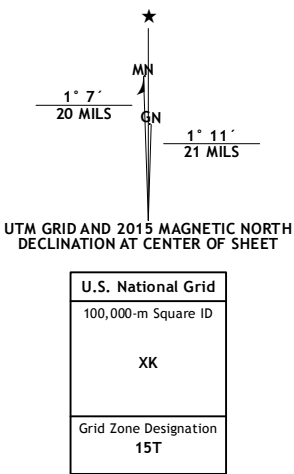 ★
MN
1° 7´
20 MILS
GN
1° 11´
21 MILS
UTM GRID AND 2015 MAGNETIC NORTH
DECLINATION AT CENTER OF SHEET
U.S. National Grid
100,000-m Square ID
XK
Grid Zone Designation
15T